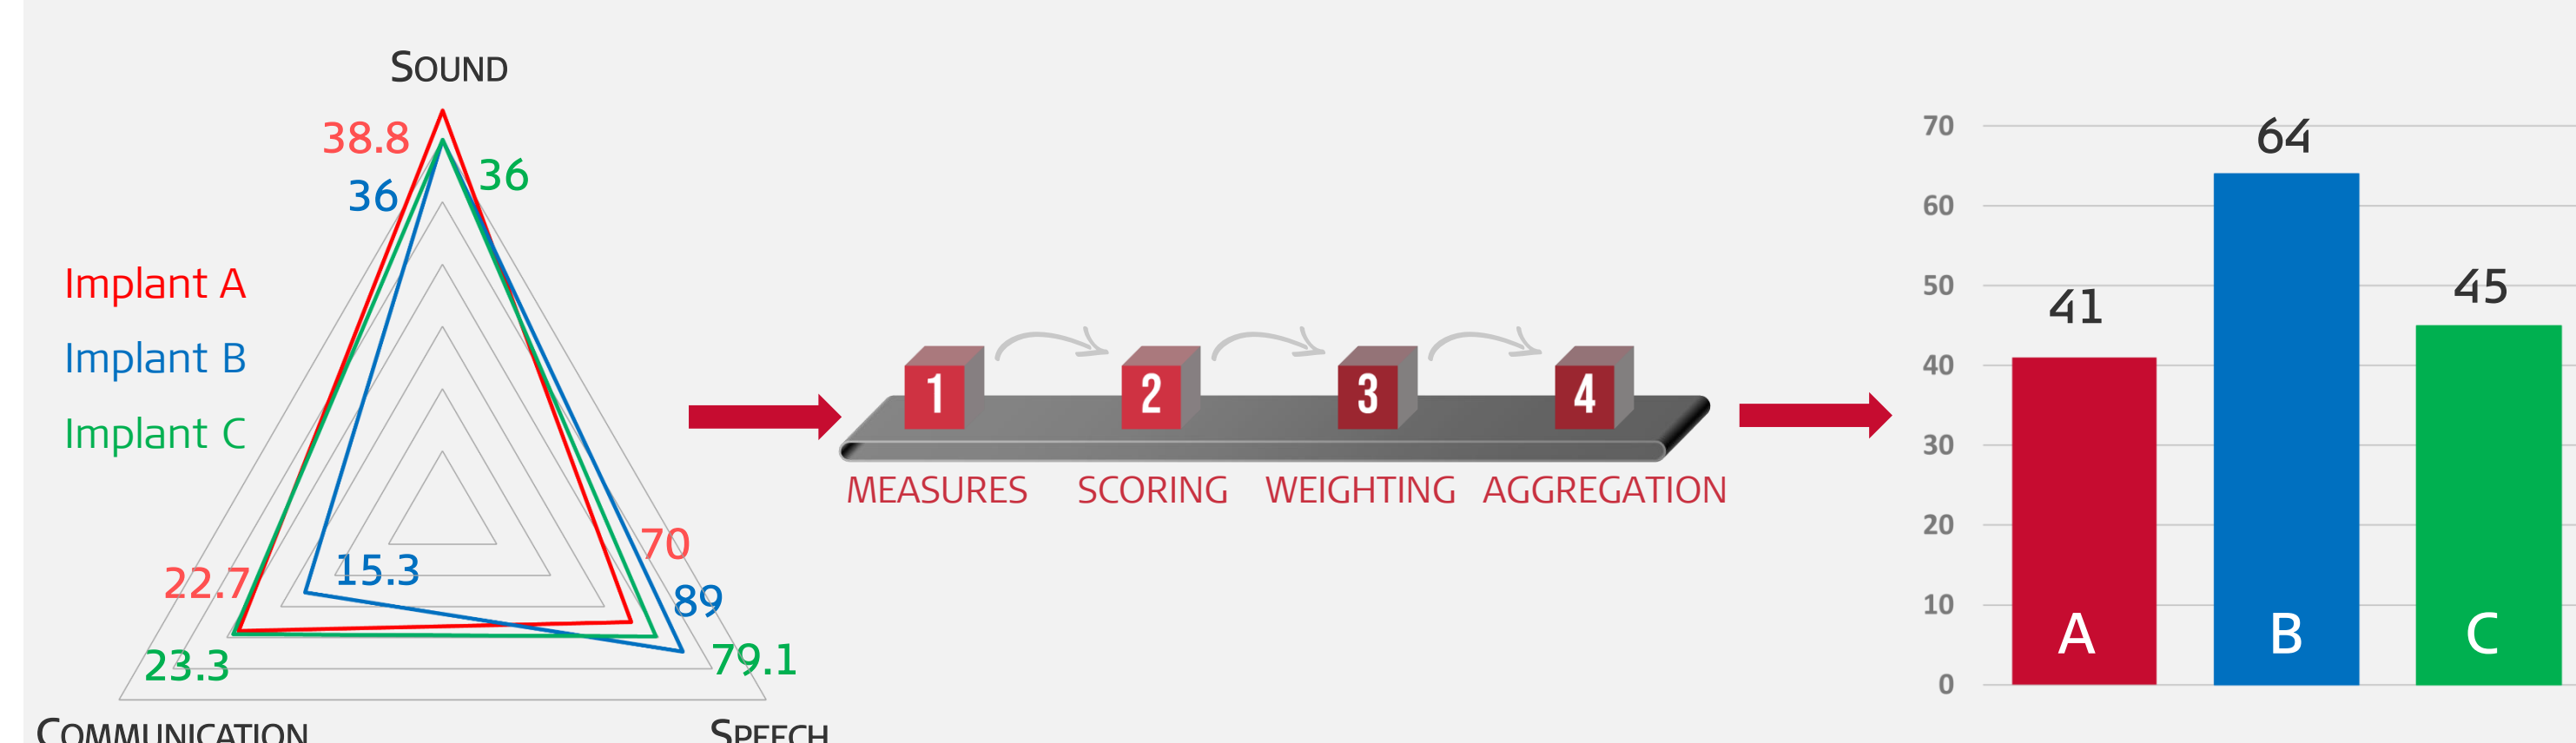 SOUND
38.8
36
36
Implant A
Implant B
Implant C
15.3
22.7
23.3
70
89
79.1
COMMUNICATION
SPEECH
1 2 3 4
MEASURES SCORING WEIGHTING AGGREGATION
70
60
50
40
30
20
10
0
41
64
45
A B C